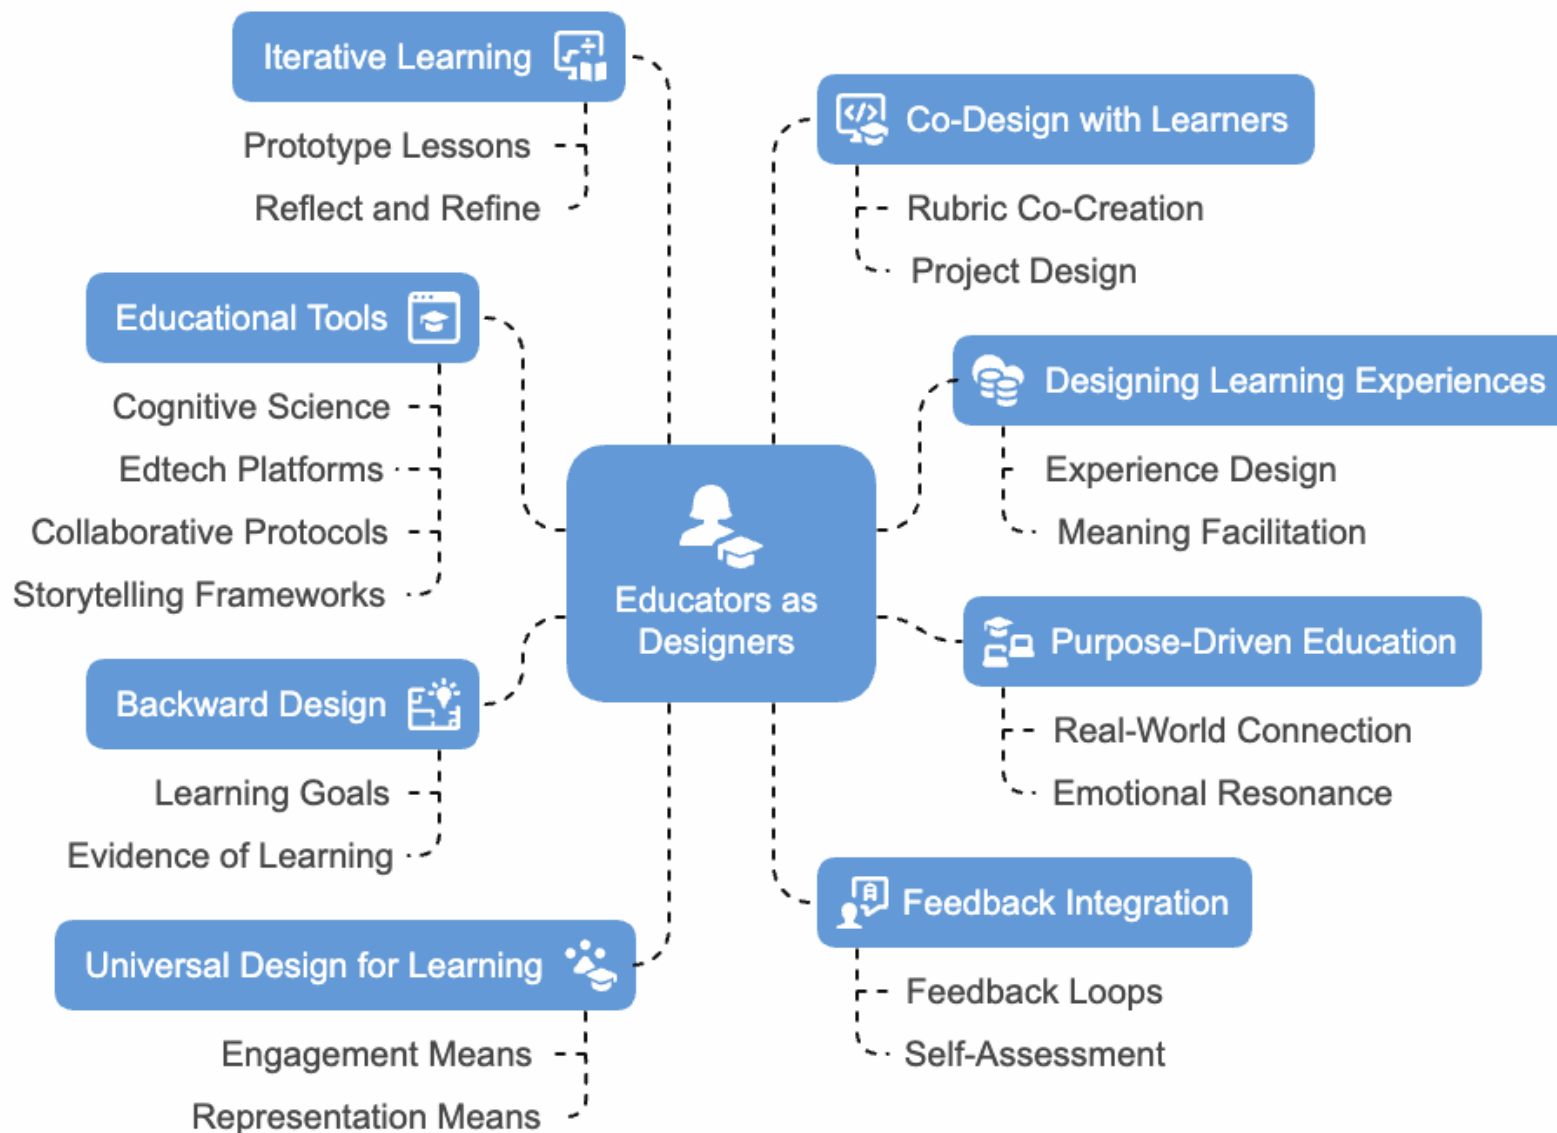 Iterative Learning
Prototype Lessons
Reflect and Refine
Educational Tools
Cognitive Science
Edtech Platforms
Collaborative Protocols
Storytelling Frameworks
Backward Design
Learning Goals
Evidence of Learning
Universal Design for Learning
Engagement Means
Representation Means
Educators as
Designers
Co-Design with Learners
Rubric Co-Creation
Project Design
Designing Learning Experiences
Experience Design
Meaning Facilitation
Purpose-Driven Education
Real-World Connection
Emotional Resonance
Feedback Integration
Feedback Loops
Self-Assessment